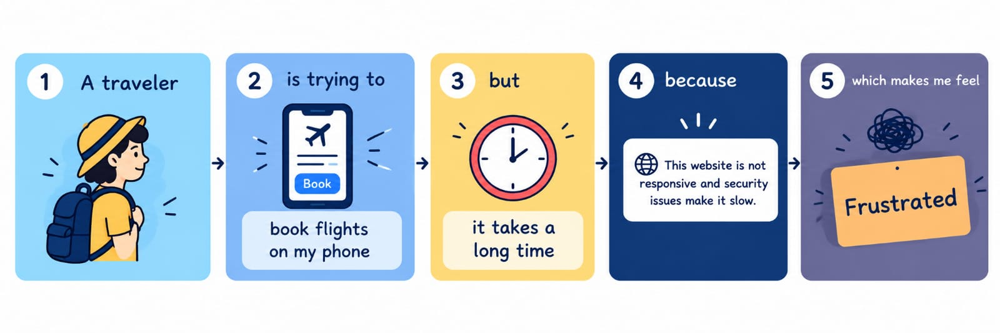 1 A traveler
2 is trying to
Book
book flights
on my phone
3 but
it takes a
long time
4 because
This website is not
responsive and security
issues make it slow.
5 which makes me feel
Frustrated